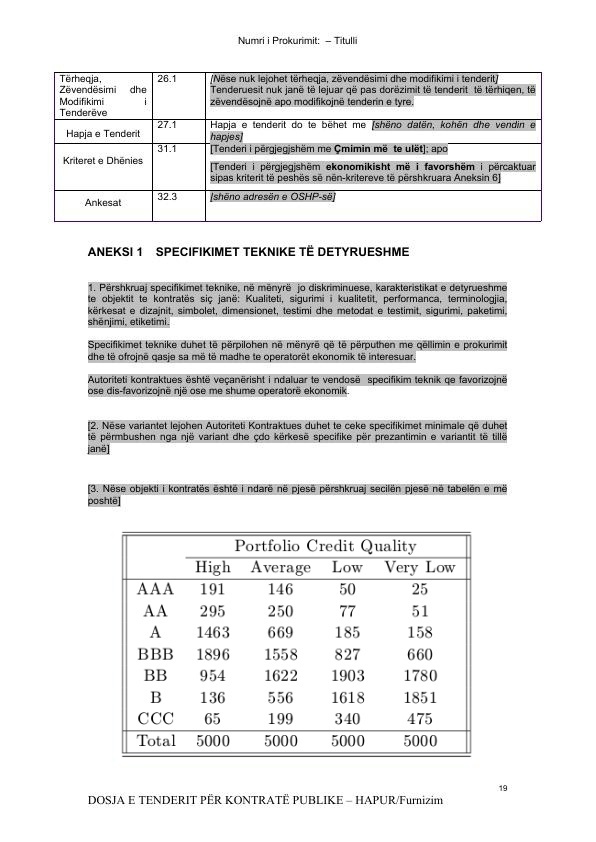 Numri i Prokurimit:  – Titulli
Tërheqja,
Zëvendësimi dhe
Modifikimi i
Tenderëve
26.1
[Nëse nuk lejohet tërheqja, zëvendësimi dhe modifikimi i tenderit]
Tenderuesit nuk janë të lejuar që pas dorëzimit të tenderit  të tërhiqen, të
zëvendësojnë apo modifikojnë tenderin e tyre.
Hapja e Tenderit
27.1
Hapja e tenderit do te bëhet me [shëno datën, kohën dhe vendin e
hapjes]
Kriteret e Dhënies
31.1
[Tenderi i përgjegjshëm me Çmimin më  te ulët]; apo
[Tenderi i përgjegjshëm ekonomikisht më i favorshëm i përcaktuar
sipas kriterit të peshës së nën-kritereve të përshkruara Aneksin 6]
Ankesat
32.3
[shëno adresën e OSHP-së]
ANEKSI 1    SPECIFIKIMET TEKNIKE TË DETYRUESHME
1. Përshkruaj specifikimet teknike, në mënyrë  jo diskriminuese, karakteristikat e detyrueshme
te objektit te kontratës siç janë: Kualiteti, sigurimi i kualitetit, performanca, terminologjia,
kërkesat e dizajnit, simbolet, dimensionet, testimi dhe metodat e testimit, sigurimi, paketimi,
shënjimi, etiketimi.
Specifikimet teknike duhet të përpilohen në mënyrë që të përputhen me qëllimin e prokurimit
dhe të ofrojnë qasje sa më të madhe te operatorët ekonomik të interesuar.
Autoriteti kontraktues është veçanërisht i ndaluar te vendosë  specifikim teknik qe favorizojnë
ose dis-favorizojnë një ose me shume operatorë ekonomik.
[2. Nëse variantet lejohen Autoriteti Kontraktues duhet te ceke specifikimet minimale që duhet
të përmbushen nga një variant dhe çdo kërkesë specifike për prezantimin e variantit të tillë
janë]
[3. Nëse objekti i kontratës është i ndarë në pjesë përshkruaj secilën pjesë në tabelën e më
poshtë]
Portfolio Credit Quality
High Average Low Very Low
AAA 191 146 50 25
AA 295 250 77 51
A 1463 669 185 158
BBB 1896 1558 827 660
BB 954 1622 1903 1780
B 136 556 1618 1851
CCC 65 199 340 475
Total 5000 5000 5000 5000
19
DOSJA E TENDERIT PËR KONTRATË PUBLIKE – HAPUR/Furnizim